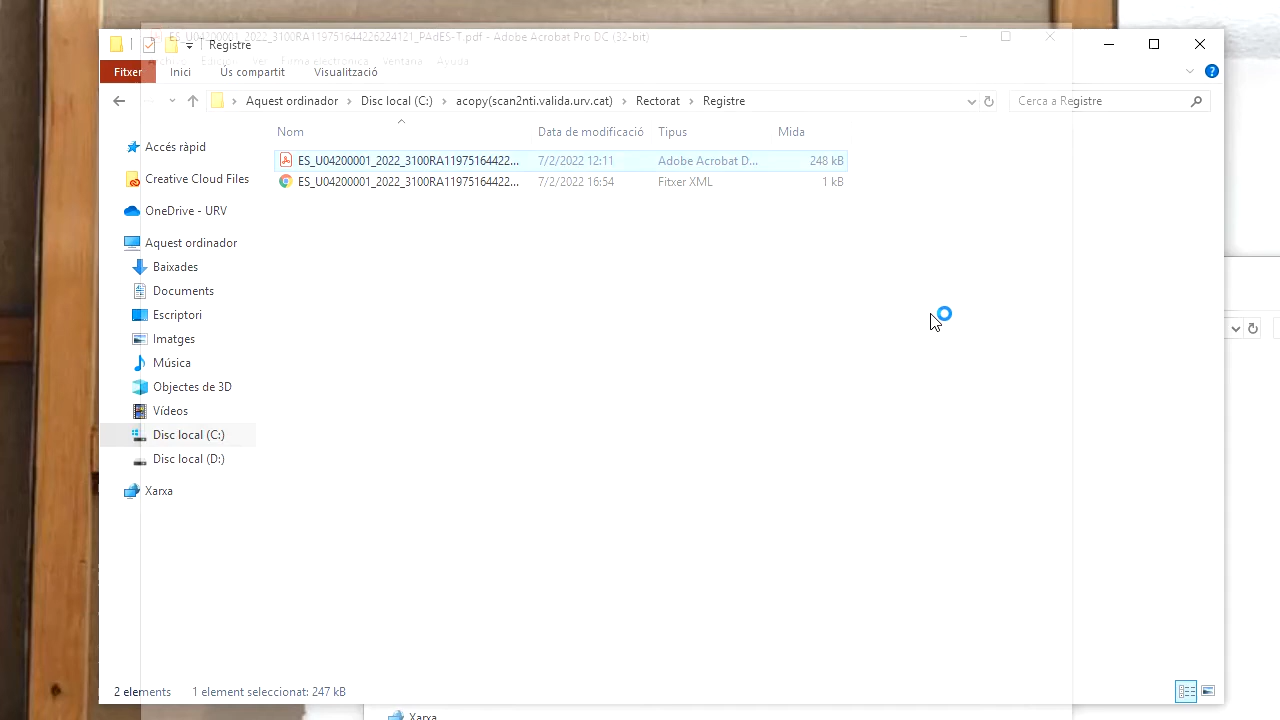 ES_U04200001_2022_3100RA119751644226224121_PAdES-T.pdf - Adobe Acrobat Pro DC (32-bit)
Registre
Fitxer Inici Ús compartit Visualització
Aquest ordinador Disc local (C:) acopy(scan2nti.valida.urv.cat) Rectorat Registre
Cerca a Registre
Nom Data de modificació Tipus Mida
ES_U04200001_2022_3100RA11975164422... 7/2/2022 12:11 Adobe Acrobat D... 248 kB
ES_U04200001_2022_3100RA11975164422... 7/2/2022 16:54 Fitxer XML 1 kB
Accés ràpid
Creative Cloud Files
OneDrive - URV
Aquest ordinador
Baixades
Documents
Escriptori
Imatges
Música
Objectes de 3D
Vídeos
Disc local (C:)
Disc local (D:)
Xarxa
2 elements 1 element seleccionat: 247 kB
Xarxa